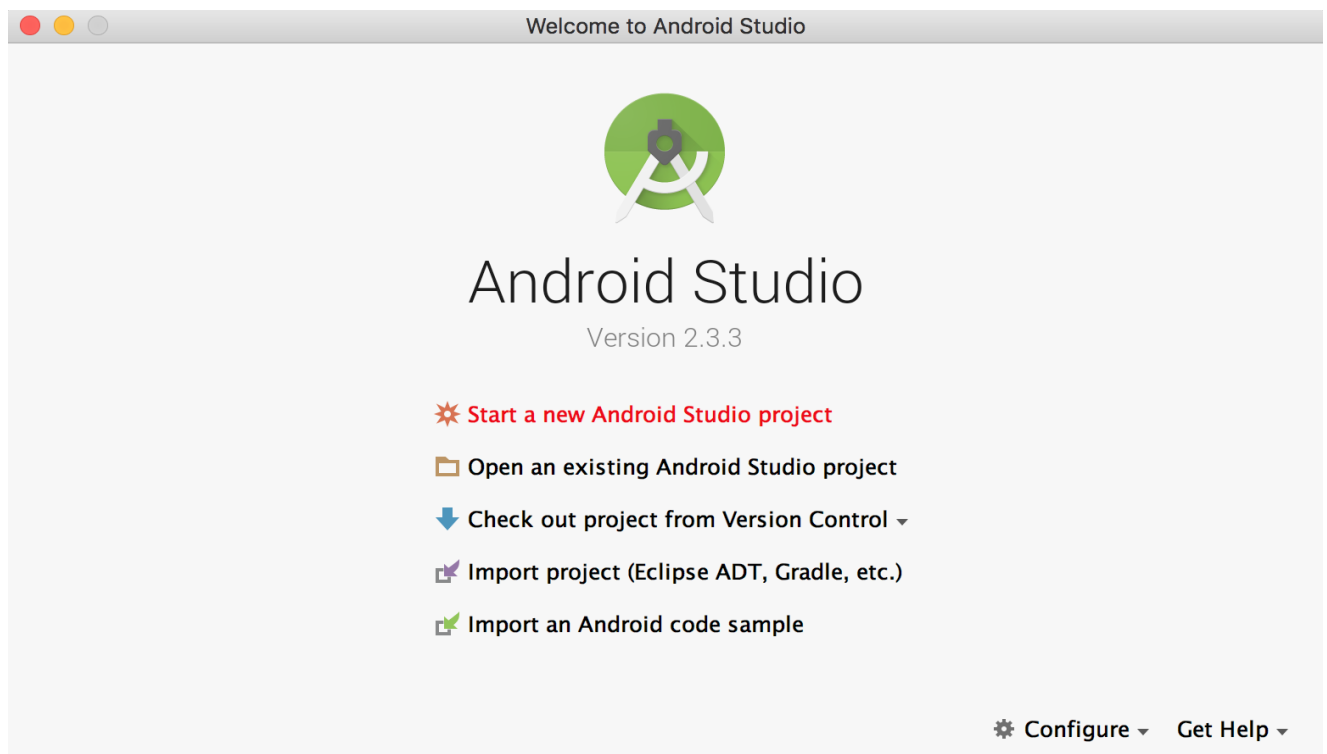 Welcome to Android Studio
Android Studio
Version 2.3.3
Start a new Android Studio project
Open an existing Android Studio project
Check out project from Version Control
Import project (Eclipse ADT, Gradle, etc.)
Import an Android code sample
Configure Get Help